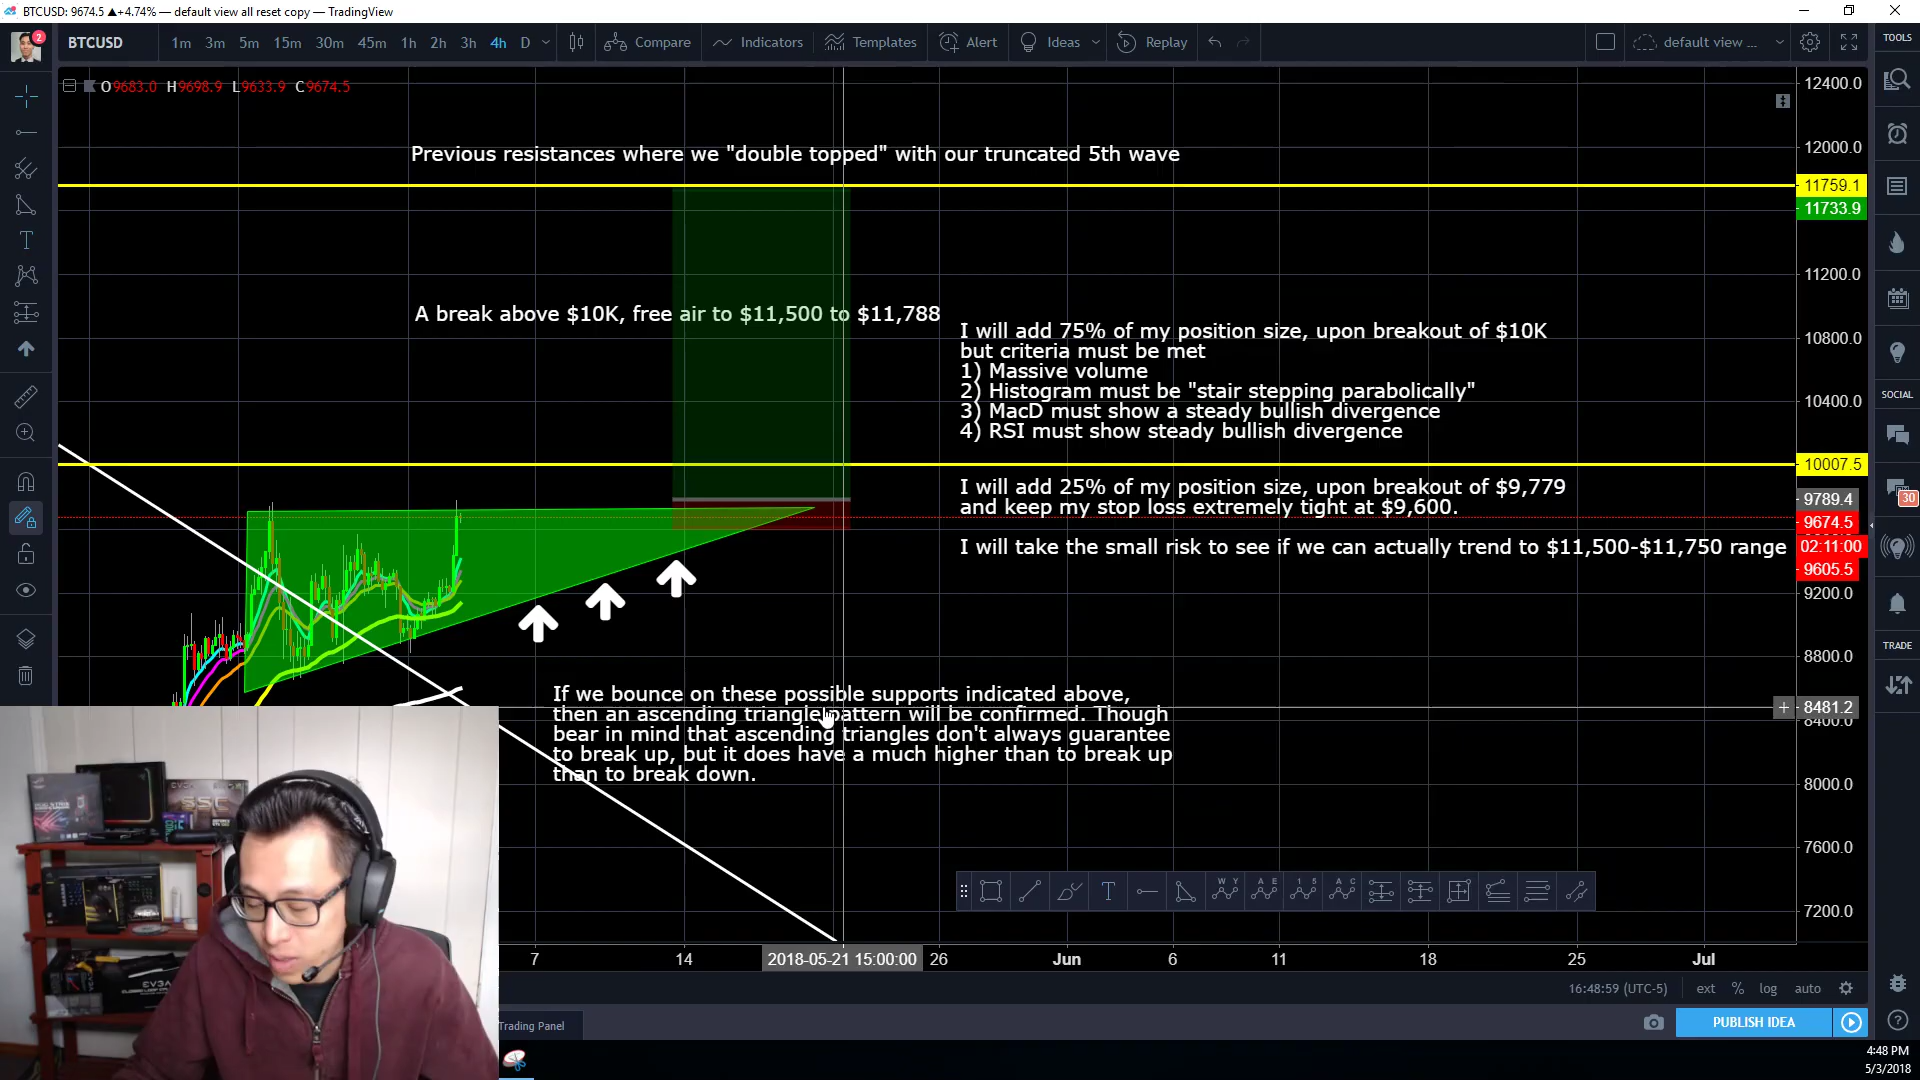 BTCUSD: 9674.5 ▲+4.74% — default view all reset copy — TradingView
2
BTCUSD 1m 3m 5m 15m 30m 45m 1h 2h 3h 4h D Compare Indicators Templates Alert Ideas Replay default view ...
TOOLS
O9683.0 H9698.9 L9633.9 C9674.5
12400.0
Previous resistances where we "double topped" with our truncated 5th wave
12000.0
11759.1
11733.9
11200.0
A break above $10K, free air to $11,500 to $11,788
I will add 75% of my position size, upon breakout of $10K
10800.0
but criteria must be met
1) Massive volume
2) Histogram must be "stair stepping parabolically"
SOCIAL
3) MacD must show a steady bullish divergence
10400.0
4) RSI must show steady bullish divergence
10007.5
I will add 25% of my position size, upon breakout of $9,779
9789.4
30
and keep my stop loss extremely tight at $9,600.
9674.5
I will take the small risk to see if we can actually trend to $11,500-$11,750 range
02:11:00
9605.5
9200.0
TRADE
8800.0
If we bounce on these possible supports indicated above,
8481.2
then an ascending triangle pattern will be confirmed. Though
8400.0
bear in mind that ascending triangles don't always guarantee
to break up, but it does have a much higher than to break up
than to break down.
8000.0
7600.0
W Y A E 1 5 A C
7200.0
7 14 2018-05-21 15:00:00 26 Jun 6 11 18 25 Jul
16:48:59 (UTC-5) ext % log auto
Trading Panel
PUBLISH IDEA
4:48 PM
5/3/2018
SSC
EVGA